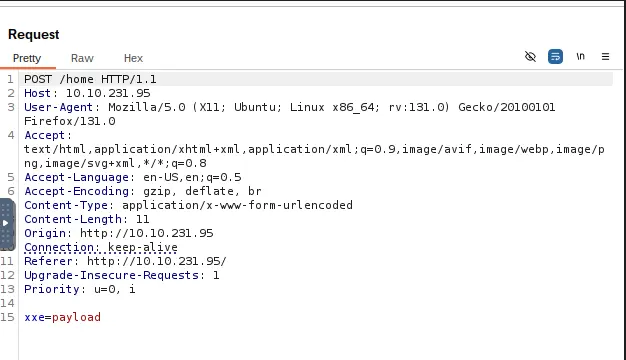 Request
Pretty Raw Hex
\n
1 POST /home HTTP/1.1
2 Host: 10.10.231.95
3 User-Agent: Mozilla/5.0 (X11; Ubuntu; Linux x86_64; rv:131.0) Gecko/20100101
Firefox/131.0
4 Accept:
text/html,application/xhtml+xml,application/xml;q=0.9,image/avif,image/webp,image/p
ng,image/svg+xml,*/*;q=0.8
5 Accept-Language: en-US,en;q=0.5
6 Accept-Encoding: gzip, deflate, br
Content-Type: application/x-www-form-urlencoded
Content-Length: 11
Origin: http://10.10.231.95
Connection: keep-alive
11 Referer: http://10.10.231.95/
12 Upgrade-Insecure-Requests: 1
13 Priority: u=0, i
14
15 xxe=payload